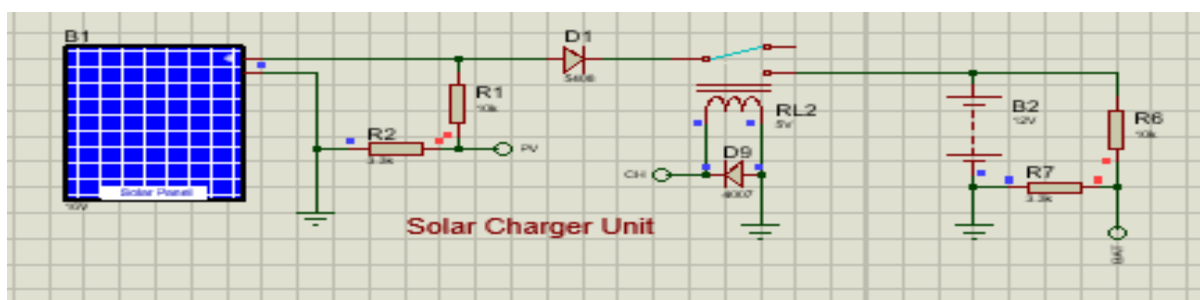 B1
D1
5408
R1
10k
R2
3.3k
PV
RL2
5V
D9
4007
CH
B2
12V
R6
10k
R7
3.3k
BAT
Solar Panel
Solar Charger Unit